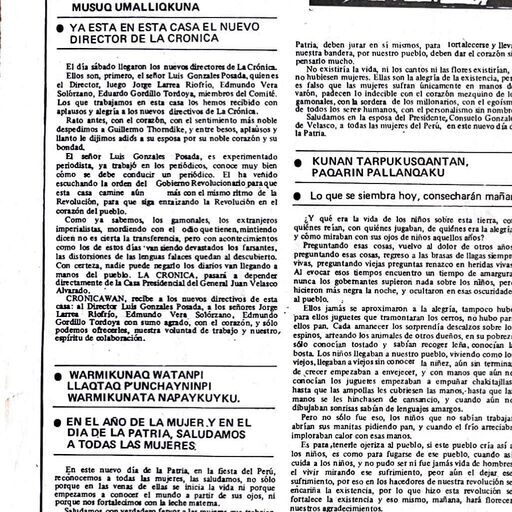 MUSUQ UMALLIQKUNA
YA ESTA EN ESTA CASA EL NUEVO
DIRECTOR DE LA CRONICA
El día sábado llegaron los nuevos directores de La Crónica.
Ellos son, primero, el señor Luis Gonzales Posada, quien es
el Director, luego Jorge Larrea Riofrío, Edmundo Vera
Solórzano, Eduardo Gordillo Tordoya, miembros del Comité.
Los que trabajamos en esta casa los hemos recibido con
aplausos y alegría a los nuevos directivos de La Crónica.
Rato antes, con el corazón, con el sentimiento más noble
despedimos a Guillermo Thorndike, y entre besos, aplausos y
llanto le dijimos adiós a su esposa por su noble corazón y su
bondad.
El señor Luis Gonzales Posada, es experimentado
periodista, ya trabajó en los periódicos, conoce muy bien
cómo se debe conducir un periódico. El ha venido
escuchando la orden del Gobierno Revolucionario para que
esta casa camine aún más con el mismo ritmo de la
Revolución, para que siga enraizando la Revolución en el
corazón del pueblo.
Como ya sabemos, los gamonales, los extranjeros
imperialistas, mordiendo con el odio que tienen, mintiendo
dicen no es cierta la transferencia, pero con acontecimientos
como los de estos días van siendo devastados los farsantes,
las distorsiones de las lenguas falaces quedan al descubierto.
Con certeza, nadie puede negarlo los diarios van llegando a
manos del pueblo. LA CRONICA, pasará a depender
directamente de la Casa Presidencial del General Juan Velasco
Alvarado.
CRONICAWAN, recibe a los nuevos directivos de esta
casa: al Director Luis Gonzales Posada, a los señores Jorge
Larrea Riofrío, Edmundo Vera Solórzano, Edmundo
Gordillo Tordoya con sumo agrado, con el corazón, y sólo
podemos ofrecerles, nuestra voluntad de trabajo y nuestro,
espíritu de colaboración.
WARMIKUNAQ WATANPI
LLAQTAQ P'UNCHAYNINPI
WARMIKUNATA NAPAYKUYKU.
EN EL AÑO DE LA MUJER Y EN EL
DIA DE LA PATRIA, SALUDAMOS
A TODAS LAS MUJERES.
En este nuevo día de la Patria, en la fiesta del Perú,
reconocemos a todas las mujeres, las saludamos, no sólo
porque en las venas de ellas se inicia la vida ni porque
empezamos a conocer el mundo a partir de sus ojos, ni
porque nos fortalecimos con la leche materna.
Saludamos con verdadero fervor a las mujeres que trabajan
Patria, deben jurar en sí mismos, para fortalecerse y lleva
nuestra bandera, por nuestro pueblo, deben dar el corazón si
pensarlo mucho.
No existiría la vida, ni los cantos ni las flores existirían, s
no hubiesen mujeres. Ellas son la alegría de la existencia, per
es falso que las mujeres sufran únicamente en manos de
varón, padecen lo indecible con el corazón mezquino de lo
gamonales, con la sordera de los millonarios, con el egoísm
de todos los seres humanos, con el personalismo sin nombre
Saludamos en la esposa del Presidente, Consuelo Gonzale
de Velasco, a todas las mujeres del Perú, en este nuevo día d
la Patria.
KUNAN TARPUKUSQANTAN,
PAQARIN PALLANQAKU
Lo que se siembra hoy, consecharán mañan
¿Y qué era la vida de los niños sobre esta tierra, con
quiénes reían, con quiénes jugaban, de quiénes era la alegría
y cómo miraban con sus ojos de niños aquellos años?
Preguntando esas cosas, vuelvo al dolor de otros años
preguntando esas cosas, regreso a las brasas de llagas siempre
vivas, preguntando viejas preguntas renazco en heridas vivas
Al evocar esos tiempos encuentro un tiempo de amargura
nunca los gobernantes supieron nada sobre los niños, pero
hicieron más negra la noche, y ocultaron en esas oscuridades
al pueblo.
Ellos jamás se aproximaron a la alegría, tampoco hubo
para ellos juguetes que remontaran los cerros, no hubo para
ellos pan. Cada amanecer los sorprendía descalzos sobre los
espinos, arreando los animales de otros dueños, en su pobreza
sólo conocían tostado y sabían recoger leña, conocían la
bosta. Los niños llegaban a nuestro pueblo, viviendo como los
viejos, llegaban a viejos sin conocer la niñez, aún sin terminar
de crecer empezaban a envejecer, y con manos que aún no
conocían los juguetes empezaban a empuñar chakitajllas
hasta que las ampollas les cubriesen las manos, hasta que las
manos se les hinchasen de cansancio, y cuando aún no
dibujaban sonrisas sabían de lenguajes amargos.
Pero no sólo fue eso, los niños que no sabían trabajar
abrían sus manitas pidiendo pan, y cuando el frío arreciaba
imploraban calor con esas manos.
Es para tenerle ojeriza al pueblo, si este pueblo cría así a
los niños, es como para fugarse de ese pueblo, cuando así
cuida a los niños, y no pudo ser ni fue jamás vida de hombres
el vivir mirando ese sufrimiento, peor aún el dejar ese
sufrimiento, por eso en los hacedores de nuestra revolución se
encariña la existencia, por lo que hizo esta revolución se
fortalece la existencia y eso mismo, mañana, hará florecer
nuestros agradecimientos.